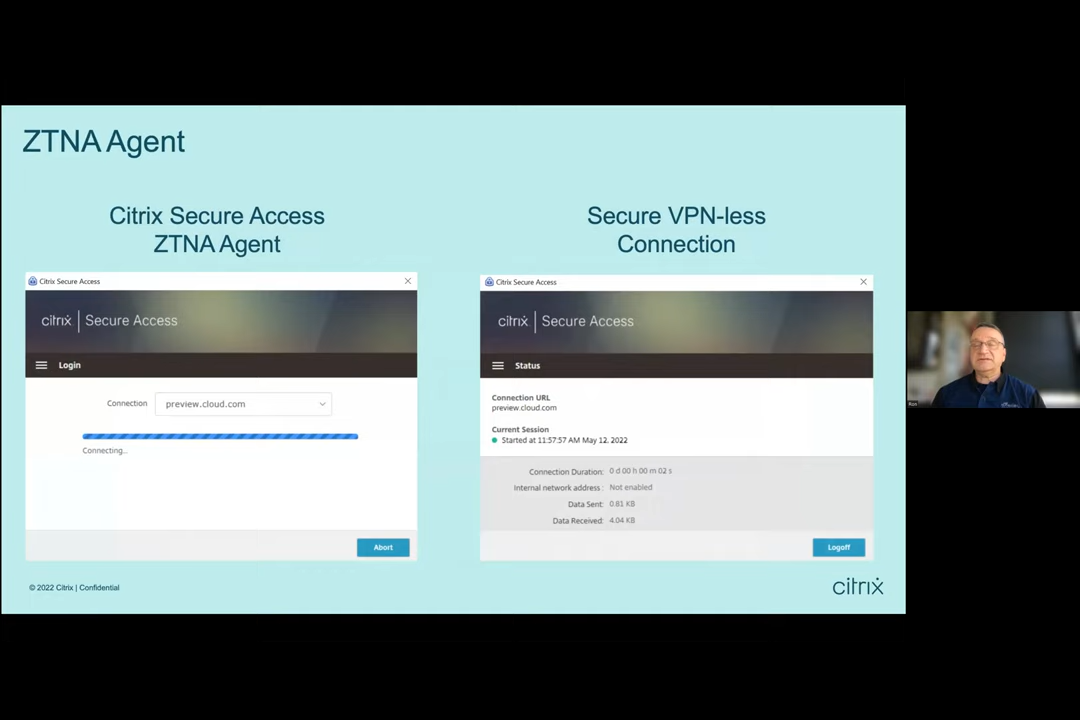 ZTNA Agent
Citrix Secure Access
ZTNA Agent
Citrix Secure Access
citrix | Secure Access
Login
Connection preview.cloud.com
Connecting...
Abort
Secure VPN-less
Connection
Citrix Secure Access
citrix | Secure Access
Status
Connection URL
preview.cloud.com
Current Session
Started at 11:57:57 AM May 12, 2022
Connection Duration: 0 d 00 h 00 m 02 s
Internal network address : Not enabled
Data Sent: 0.81 KB
Data Received: 4.04 KB
Logoff
© 2022 Citrix | Confidential
citrix
Ron